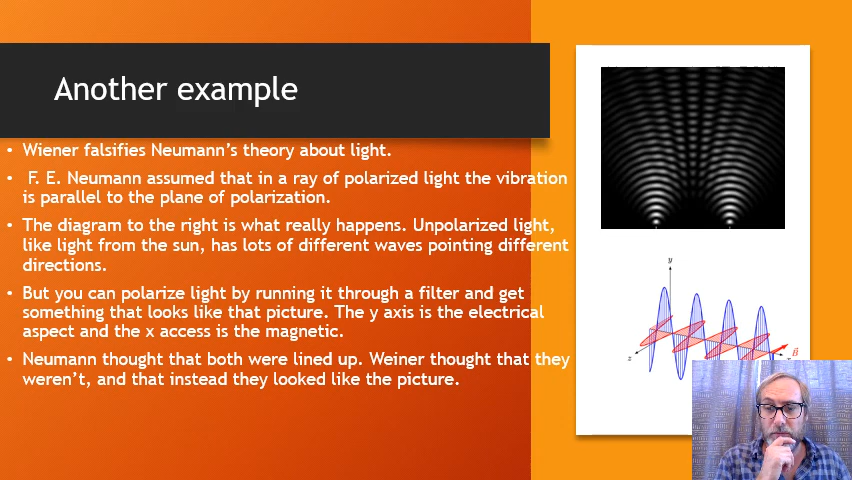 Another example
• Wiener falsifies Neumann's theory about light.
• F. E. Neumann assumed that in a ray of polarized light the vibration
is parallel to the plane of polarization.
• The diagram to the right is what really happens. Unpolarized light,
like light from the sun, has lots of different waves pointing different
directions.
• But you can polarize light by running it through a filter and get
something that looks like that picture. The y axis is the electrical
aspect and the x access is the magnetic.
• Neumann thought that both were lined up. Weiner thought that they
weren't, and that instead they looked like the picture.
y
z
B